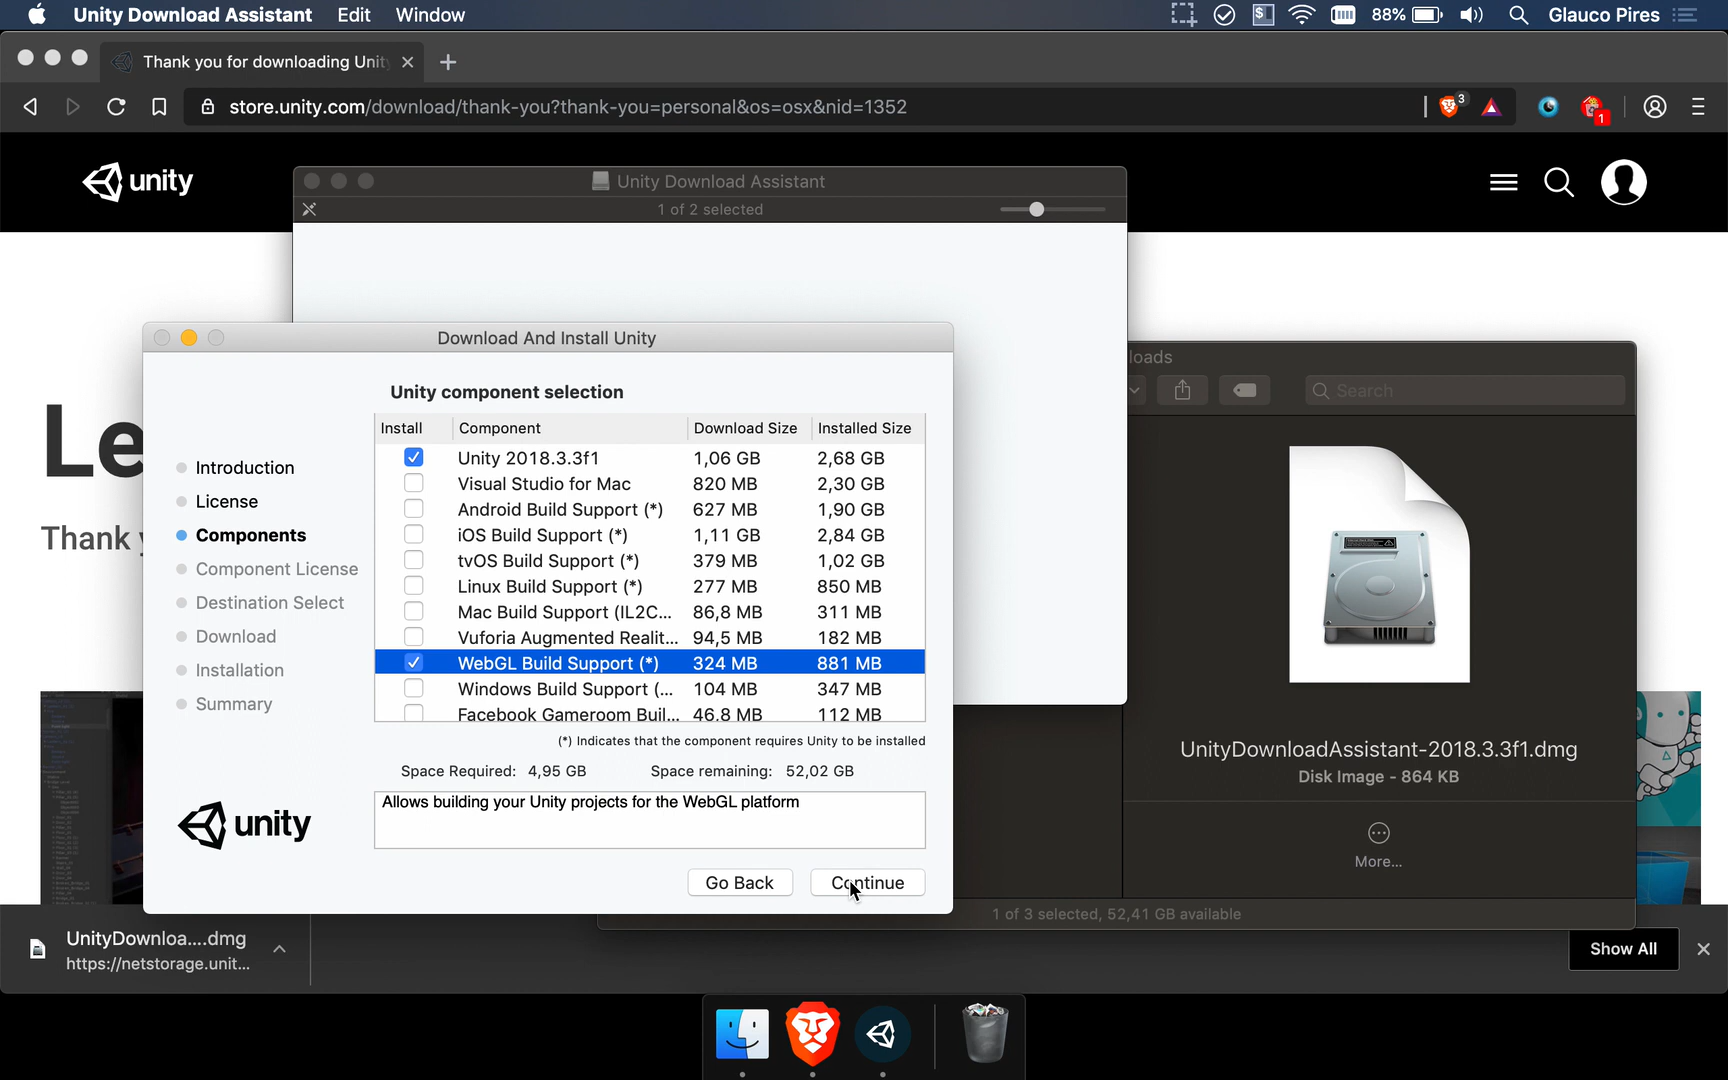 Unity Download Assistant Edit Window 88% Glauco Pires
Thank you for downloading Unit
store.unity.com/download/thank-you?thank-you=personal&os=osx&nid=1352
3
1
unity
Unity Download Assistant
1 of 2 selected
Le
Thank y
loads
Search
UnityDownloadAssistant-2018.3.3f1.dmg
Disk Image - 864 KB
More...
1 of 3 selected, 52,41 GB available
Download And Install Unity
Introduction
License
Components
Component License
Destination Select
Download
Installation
Summary
unity
Unity component selection
Install Component Download Size Installed Size
Unity 2018.3.3f1 1,06 GB 2,68 GB
Visual Studio for Mac 820 MB 2,30 GB
Android Build Support (*) 627 MB 1,90 GB
iOS Build Support (*) 1,11 GB 2,84 GB
tvOS Build Support (*) 379 MB 1,02 GB
Linux Build Support (*) 277 MB 850 MB
Mac Build Support (IL2C... 86,8 MB 311 MB
Vuforia Augmented Realit... 94,5 MB 182 MB
WebGL Build Support (*) 324 MB 881 MB
Windows Build Support (... 104 MB 347 MB
Facebook Gameroom Buil... 46.8 MB 112 MB
(*) Indicates that the component requires Unity to be installed
Space Required: 4,95 GB Space remaining: 52,02 GB
Allows building your Unity projects for the WebGL platform
Go Back Continue
UnityDownloa....dmg
https://netstorage.unit...
Show All